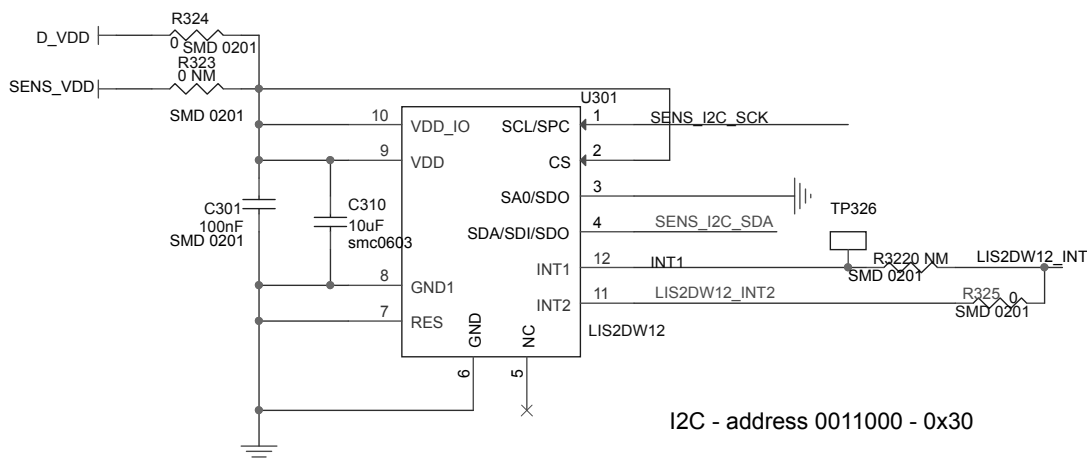 R324
D_VDD
0 SMD 0201
R323
0 NM
SENS_VDD
SMD 0201
U301
10 VDD_IO SCL/SPC 1 SENS_I2C_SCK
9 VDD CS 2
SA0/SDO 3
C301 C310 TP326
100nF 10uF
SMD 0201 smc0603
SDA/SDI/SDO 4 SENS_I2C_SDA
INT1 12 INT1 R3220 NM LIS2DW12_INT
SMD 0201
8 GND1
INT2 11 LIS2DW12_INT2 R325 0
SMD 0201
7 RES
GND NC LIS2DW12
6 5
I2C - address 0011000 - 0x30